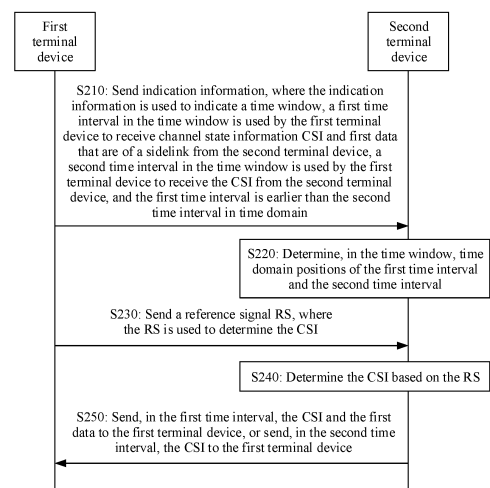 First
terminal
device
Second
terminal
device
S210: Send indication information, where the indication
information is used to indicate a time window, a first time
interval in the time window is used by the first terminal
device to receive channel state information CSI and first data
that are of a sidelink from the second terminal device, a
second time interval in the time window is used by the
first terminal device to receive the CSI from the second terminal
device, and the first time interval is earlier than the second
time interval in time domain
S220: Determine, in the time window, time
domain positions of the first time interval
and the second time interval
S230: Send a reference signal RS, where
the RS is used to determine the CSI
S240: Determine the CSI based on the RS
S250: Send, in the first time interval, the CSI and the first
data to the first terminal device, or send, in the second time
interval, the CSI to the first terminal device